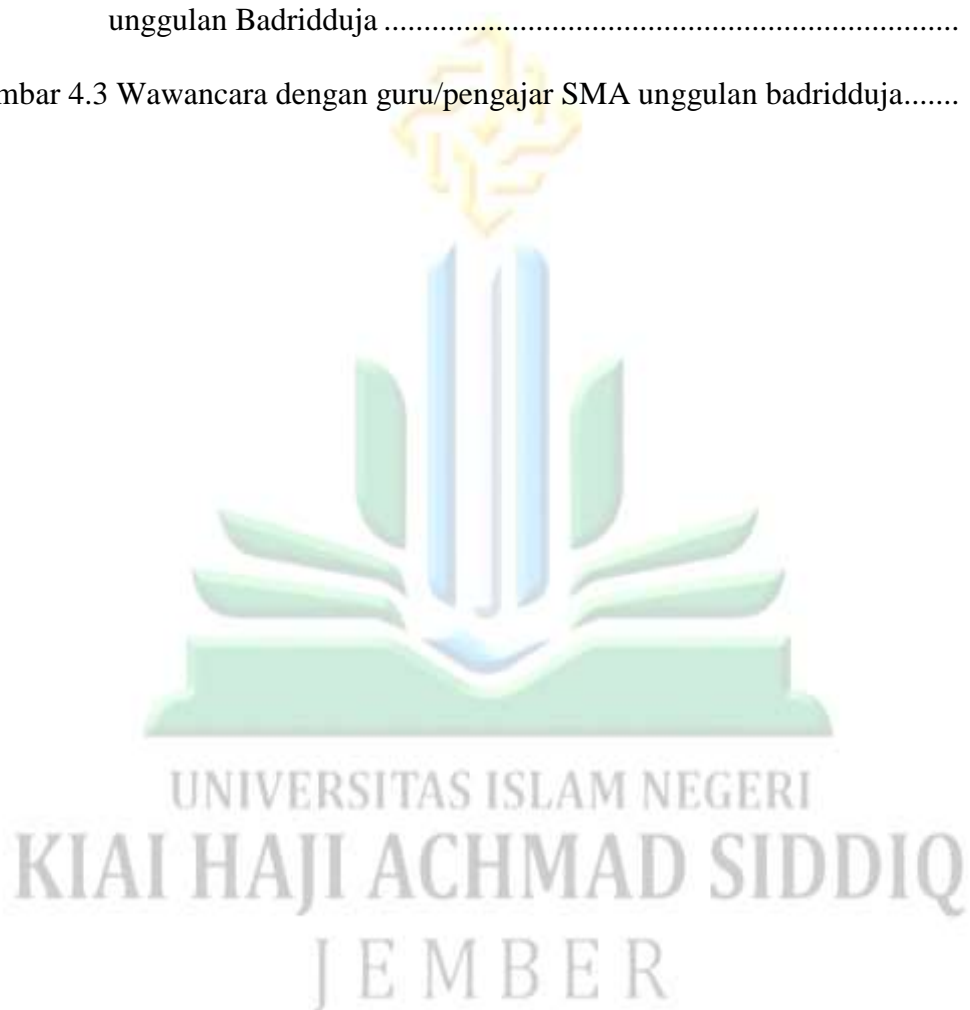 unggulan Badridduja .......................................................................
mbar 4.3 Wawancara dengan guru/pengajar SMA unggulan badridduja.......
UNIVERSITAS ISLAM NEGERI
KIAI HAJI ACHMAD SIDDIQ
JEMBER